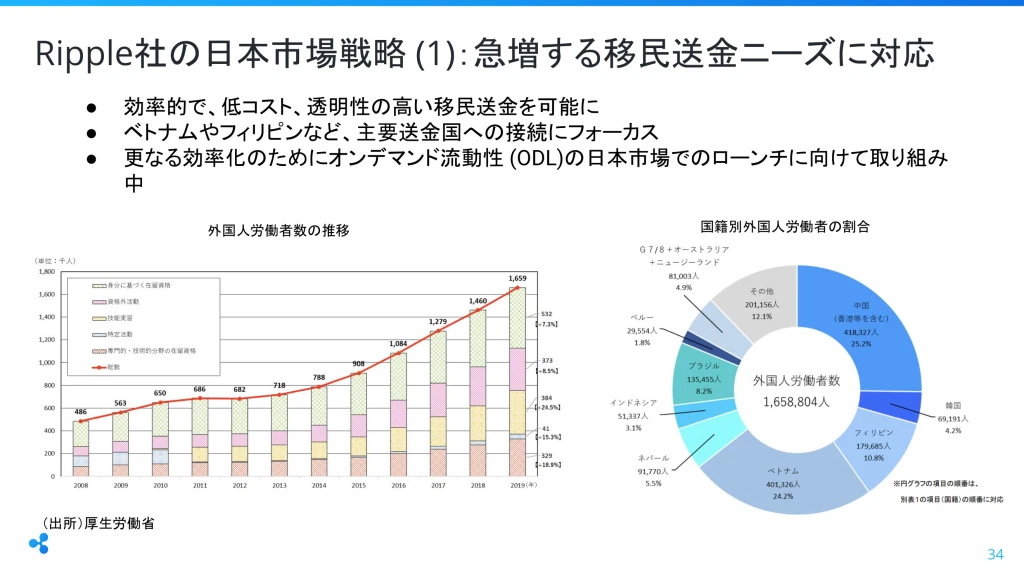 Ripple社の日本市場戦略 (1)：急増する移民送金ニーズに対応
● 効率的で、低コスト、透明性の高い移民送金を可能に
● ベトナムやフィリピンなど、主要送金国への接続にフォーカス
● 更なる効率化のためにオンデマンド流動性 (ODL)の日本市場でのローンチに向けて取り組み
中
外国人労働者数の推移
（単位：千人）
1,800
1,600
1,400
1,200
1,000
800
600
400
200
0
身分に基づく在留資格
資格外活動
技能実習
特定活動
専門的・技術的分野の在留資格
総数
486
563
650
686
682
718
788
908
1,084
1,279
1,460
1,659
532
【+7.3%】
373
【+8.5%】
384
【+24.5%】
41
【+15.3%】
329
【+18.9%】
2008
2009
2010
2011
2012
2013
2014
2015
2016
2017
2018
2019（年）
（出所）厚生労働省
国籍別外国人労働者の割合
Ｇ７/８＋オーストラリア
＋ニュージーランド
81,003人
4.9%
その他
201,156人
12.1%
中国
（香港等を含む）
418,327人
25.2%
ペルー
29,554人
1.8%
ブラジル
135,455人
8.2%
外国人労働者数
1,658,804人
インドネシア
51,337人
3.1%
韓国
69,191人
4.2%
フィリピン
179,685人
10.8%
ネパール
91,770人
5.5%
ベトナム
401,326人
24.2%
※円グラフの項目の順番は、
別表１の項目（国籍）の順番に対応
34